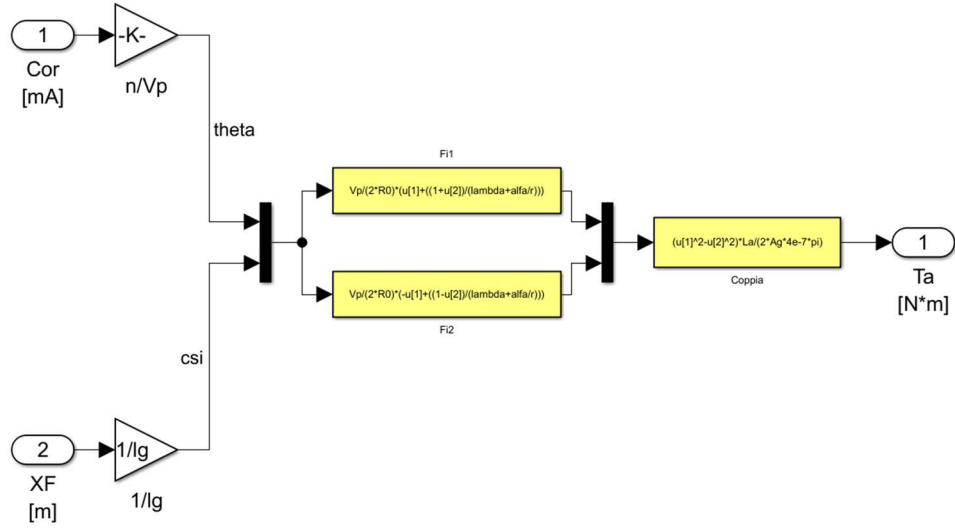 1
Cor
[mA]
-K-
n/Vp
theta
Fi1
Vp/(2*R0)*(u[1]+((1+u[2])/(lambda+alfa/r)))
Vp/(2*R0)*(-u[1]+((1-u[2])/(lambda+alfa/r)))
Fi2
(u[1]^2-u[2]^2)*La/(2*Ag*4e-7*pi)
Coppia
1
Ta
[N*m]
csi
2
XF
[m]
1/lg
1/lg